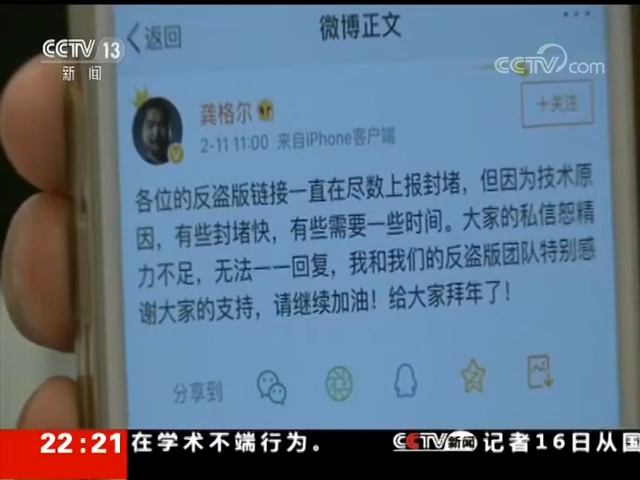 CCTV 13
新闻
返回
微博正文
CCTV.com
龚格尔
十关注
2-11 11:00 来自iPhone客户端
各位的反盗版链接一直在尽数上报封堵，但因为技术原
因，有些封堵快，有些需要一些时间。大家的私信恕精
力不足，无法一一回复，我和我们的反盗版团队特别感
谢大家的支持，请继续加油！给大家拜年了！
分享到
22:21 在学术不端行为。 CCTV新闻 记者16日从国